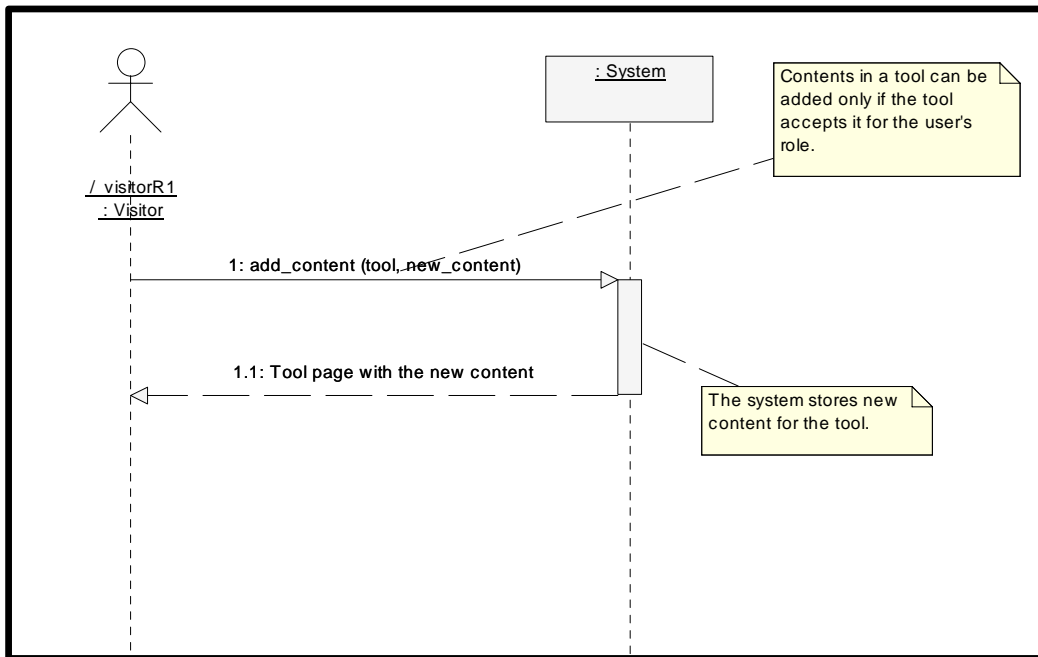 : System
Contents in a tool can be
added only if the tool
accepts it for the user's
role.
/ visitorR1
: Visitor
1: add_content (tool, new_content)
1.1: Tool page with the new content
The system stores new
content for the tool.